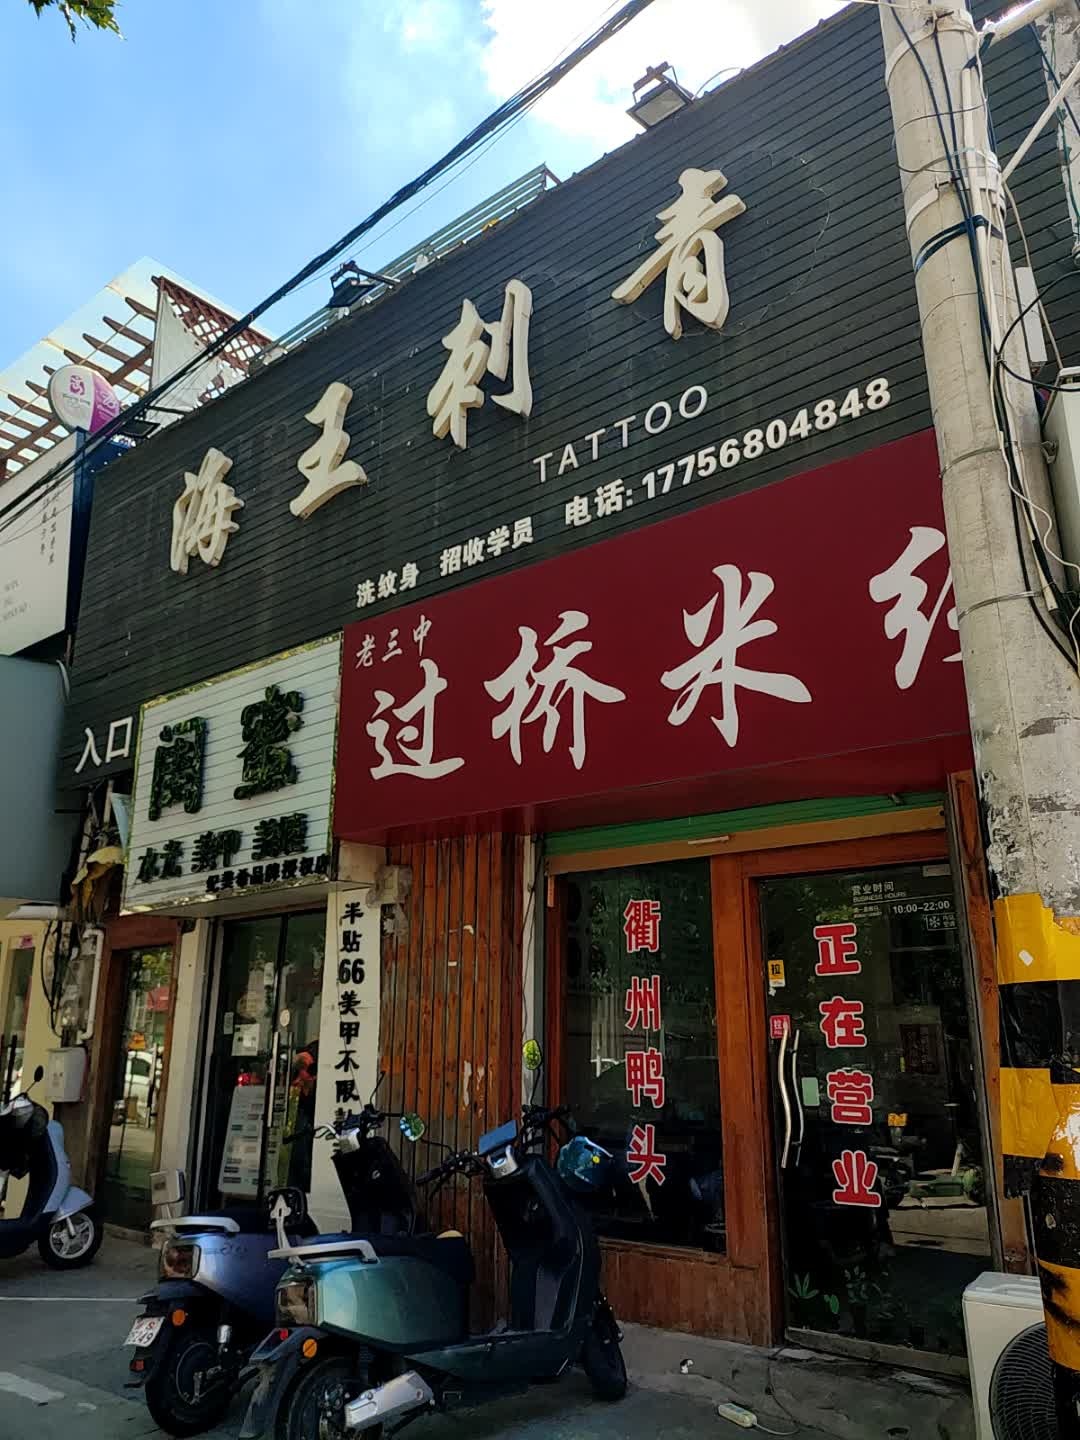 海王刺青
TATTOO
洗纹身 招收学员 电话: 17756804848
老三中
过桥米
入口
闺蜜
水光 美甲 美睫
半贴66美甲不限款
衢州鸭头
营业时间
BUSINESS HOURS
10:00-22:00
正在营业
拉
拉